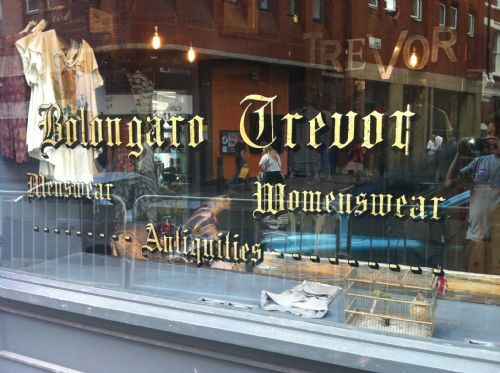 TREVOR
Bolongaro Trevor
Menswear Womenswear
Antiquities